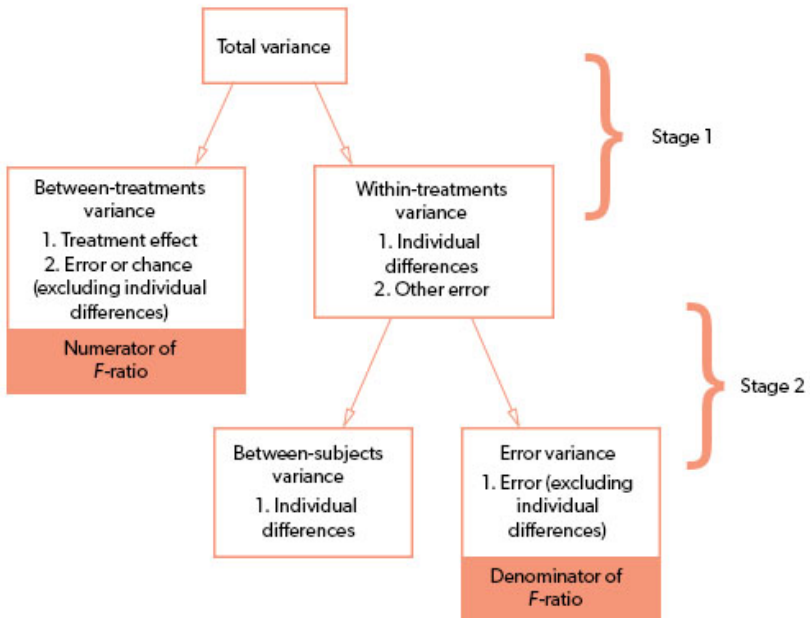 Total variance
Stage 1
Between-treatments
variance
1. Treatment effect
2. Error or chance
(excluding individual
differences)
Numerator of
F-ratio
Within-treatments
variance
1. Individual
differences
2. Other error
Stage 2
Between-subjects
variance
1. Individual
differences
Error variance
1. Error (excluding
individual
differences)
Denominator of
F-ratio